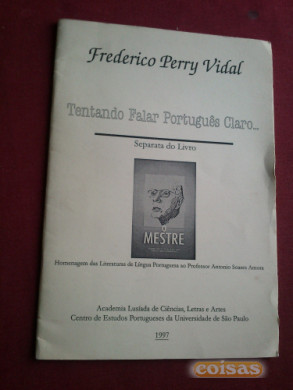 Frederico Perry Vidal
Tentando Falar Português Claro...
Separata do Livro
O
MESTRE
Homenagem das Literaturas de Língua Portuguesa ao Professor Antonio Soares Amora
Academia Lusíada de Ciências, Letras e Artes
Centro de Estudos Portugueses da Universidade de São Paulo
1997
coisas